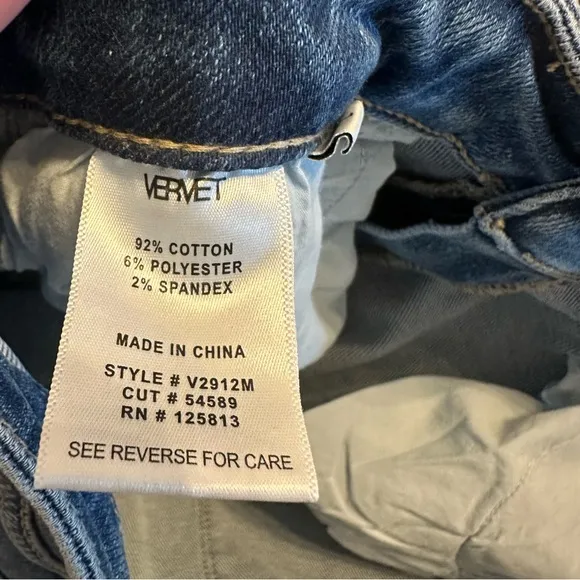 VERVET
92% COTTON
6% POLYESTER
2% SPANDEX
MADE IN CHINA
STYLE # V2912M
CUT # 54589
RN # 125813
SEE REVERSE FOR CARE